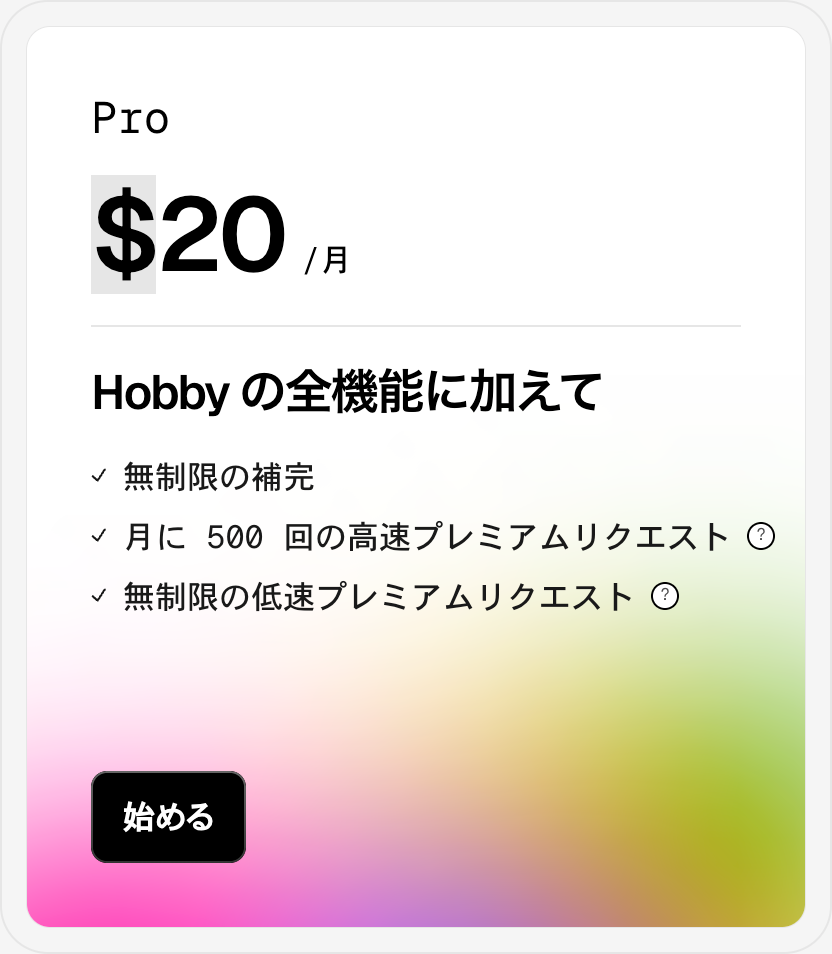 Pro
$20 /月
Hobby の全機能に加えて
✓ 無制限の補完
✓ 月に 500 回の高速プレミアムリクエスト ?
✓ 無制限の低速プレミアムリクエスト ?
始める